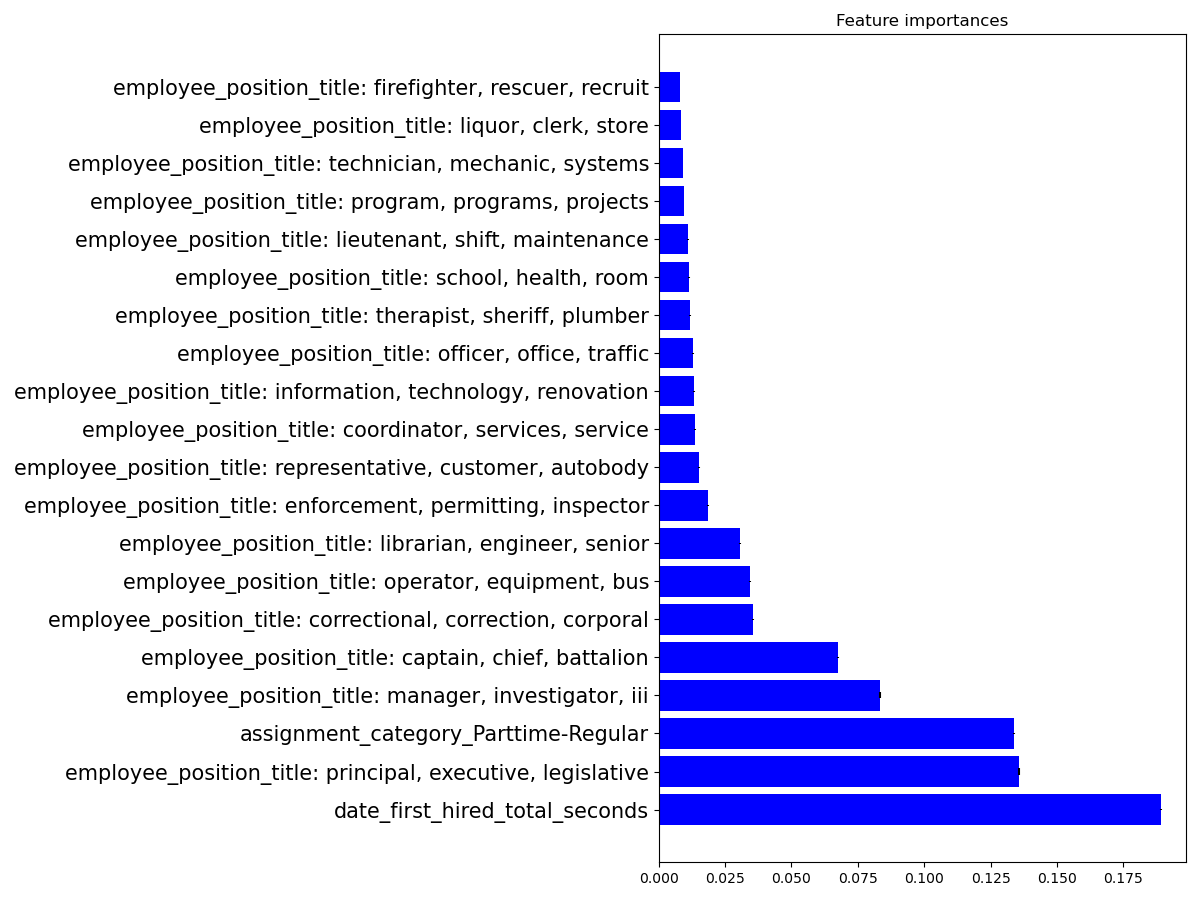 Feature importances
employee_position_title: firefighter, rescuer, recruit
employee_position_title: liquor, clerk, store
employee_position_title: technician, mechanic, systems
employee_position_title: program, programs, projects
employee_position_title: lieutenant, shift, maintenance
employee_position_title: school, health, room
employee_position_title: therapist, sheriff, plumber
employee_position_title: officer, office, traffic
employee_position_title: information, technology, renovation
employee_position_title: coordinator, services, service
employee_position_title: representative, customer, autobody
employee_position_title: enforcement, permitting, inspector
employee_position_title: librarian, engineer, senior
employee_position_title: operator, equipment, bus
employee_position_title: correctional, correction, corporal
employee_position_title: captain, chief, battalion
employee_position_title: manager, investigator, iii
assignment_category_Parttime-Regular
employee_position_title: principal, executive, legislative
date_first_hired_total_seconds
0.000 0.025 0.050 0.075 0.100 0.125 0.150 0.175